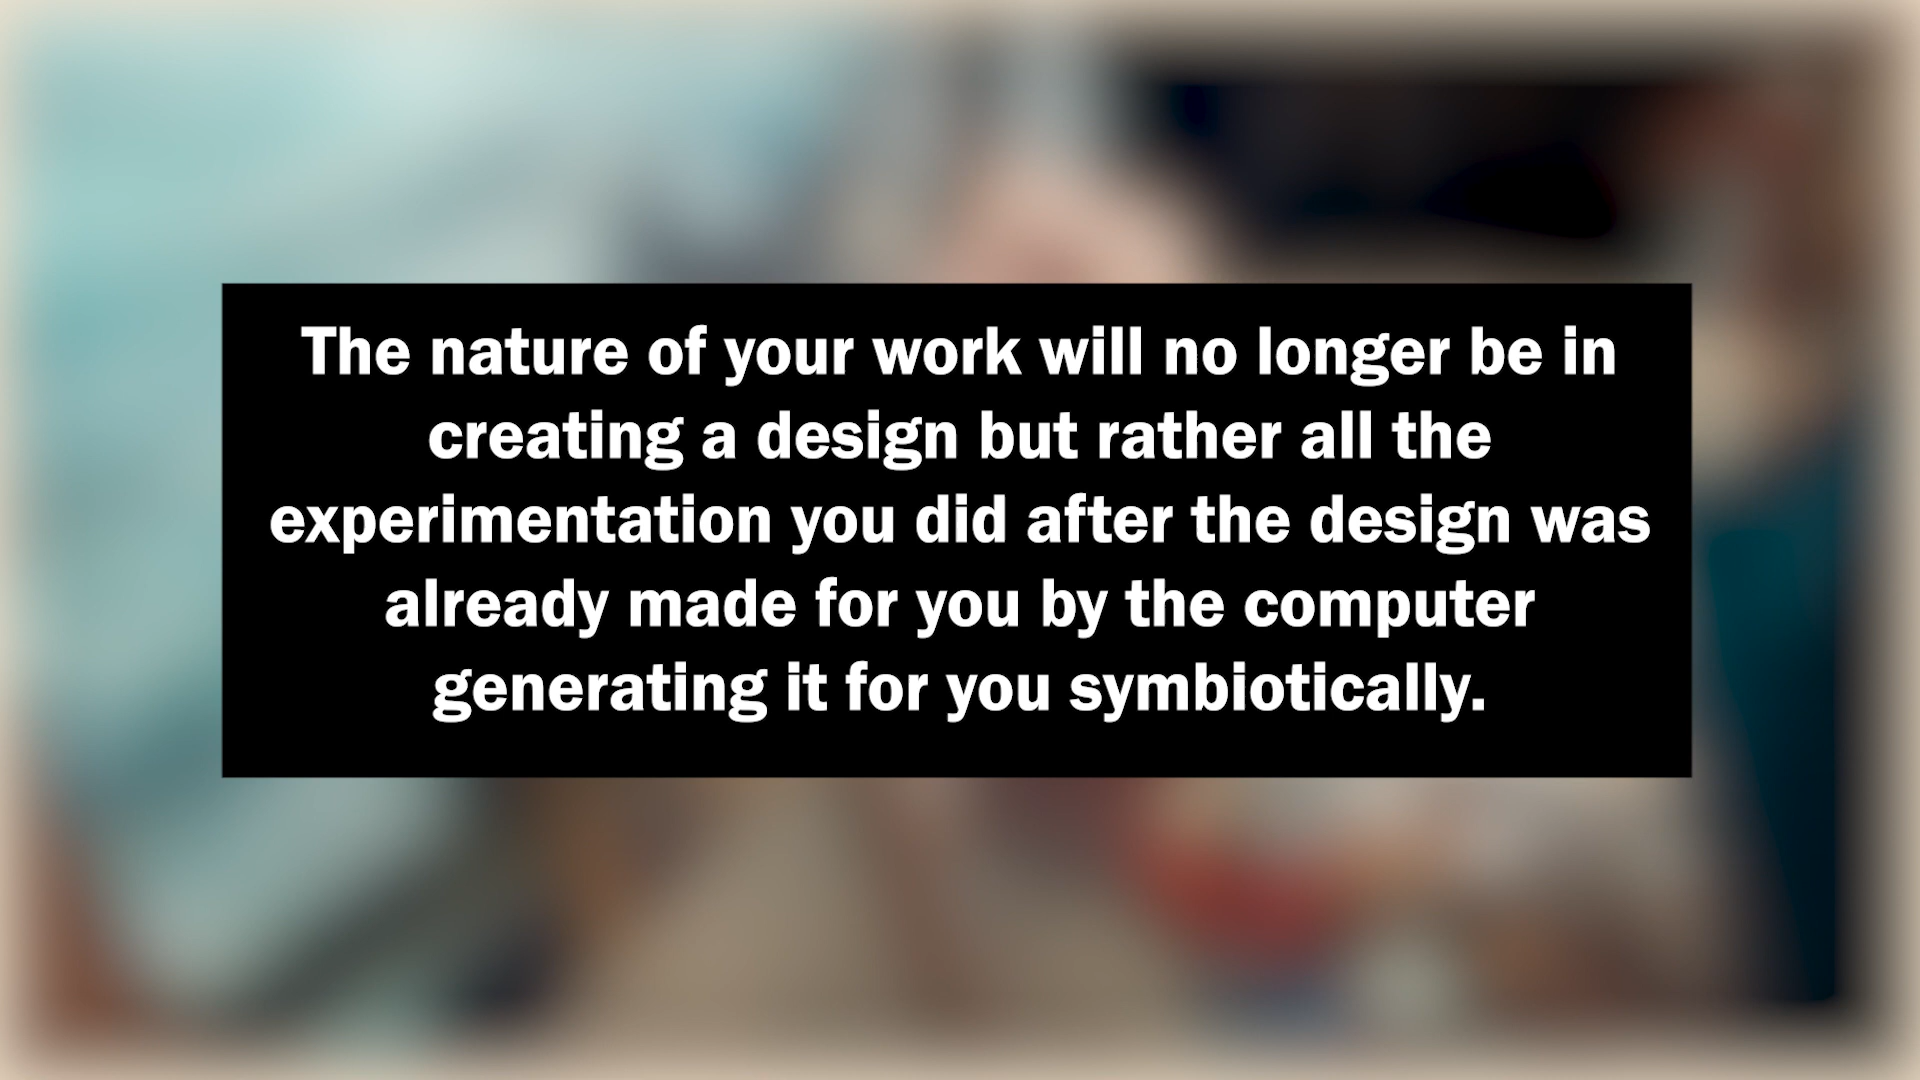 The nature of your work will no longer be in
creating a design but rather all the
experimentation you did after the design was
already made for you by the computer
generating it for you symbiotically.